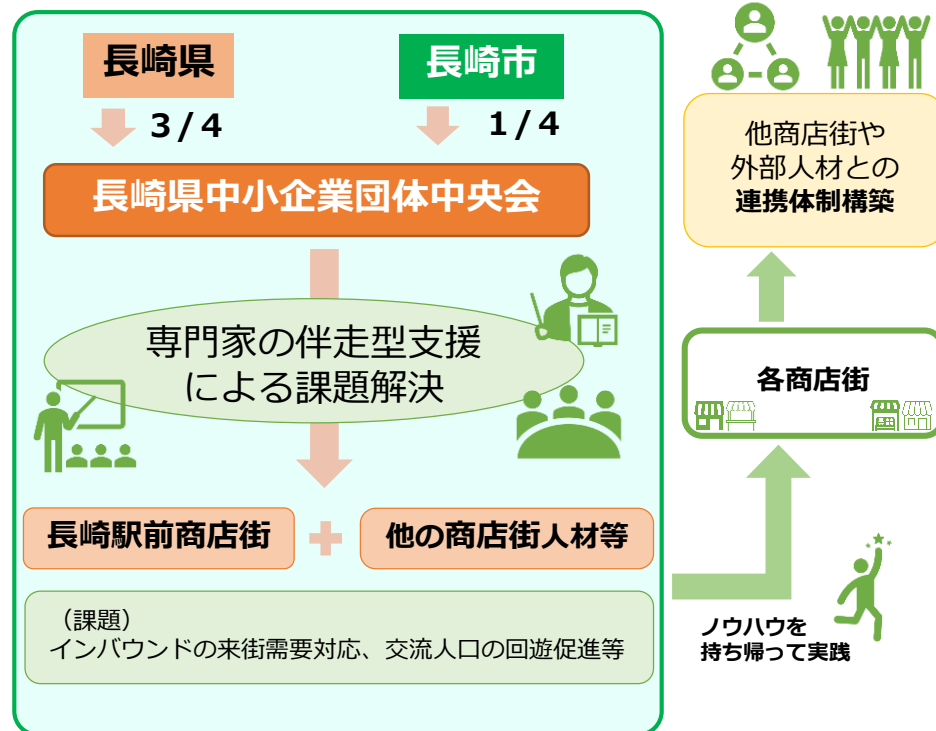 長崎県
長崎市
3/4
1/4
長崎県中小企業団体中央会
専門家の伴走型支援
による課題解決
長崎駅前商店街
他の商店街人材等
（課題）
インバウンドの来街需要対応、交流人口の回遊促進等
他商店街や
外部人材との
連携体制構築
各商店街
ノウハウを
持ち帰って実践